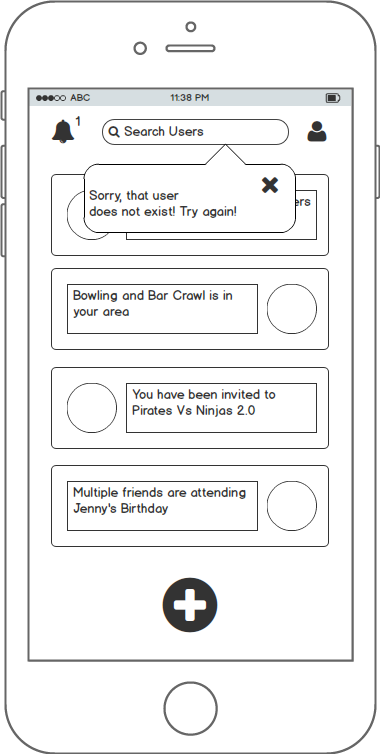 ABC 11:38 PM
1
Search Users
Sorry, that user
does not exist! Try again!
Bowling and Bar Crawl is in
your area
You have been invited to
Pirates Vs Ninjas 2.0
Multiple friends are attending
Jenny's Birthday